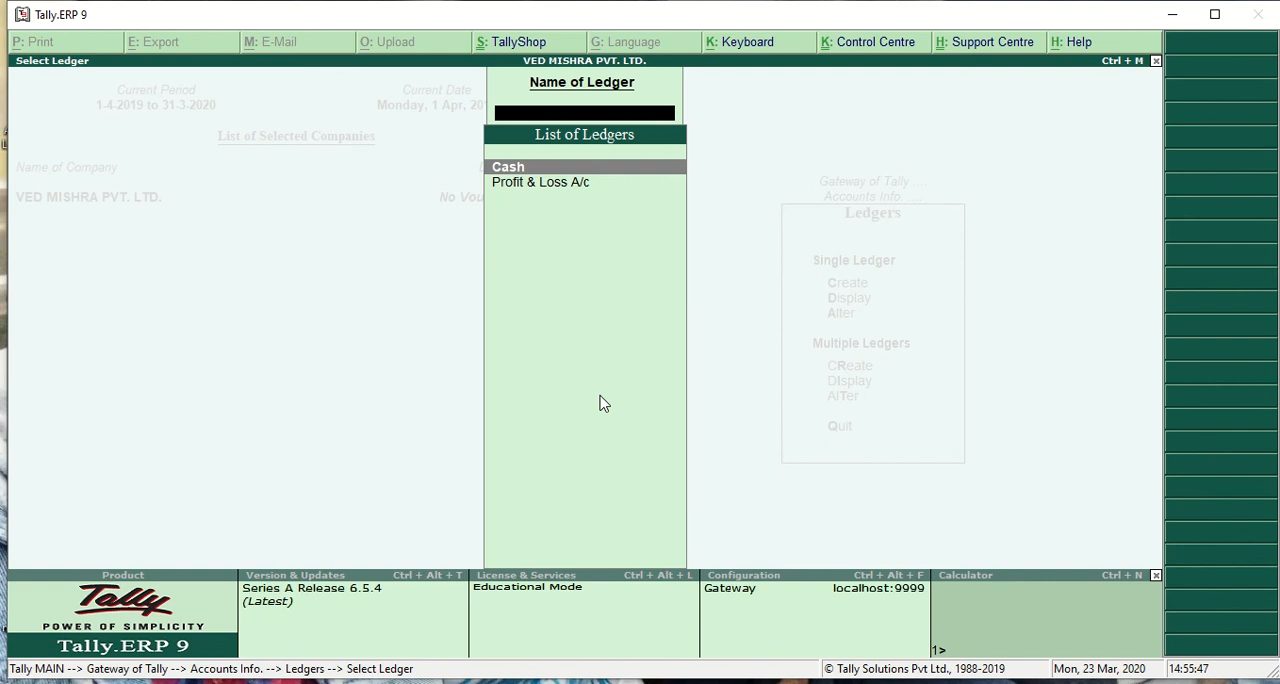 Tally.ERP 9
P: Print
E: Export
M: E-Mail
O: Upload
S: TallyShop
G: Language
K: Keyboard
K: Control Centre
H: Support Centre
H: Help
Select Ledger
VED MISHRA PVT. LTD.
Ctrl + M
Current Period
1-4-2019 to 31-3-2020
Current Date
Monday, 1 Apr, 20
List of Selected Companies
Name of Company
VED MISHRA PVT. LTD.
No Vou
Name of Ledger
List of Ledgers
Cash
Profit & Loss A/c
Gateway of Tally.....
Accounts Info. .....
Ledgers
Single Ledger
Create
Display
Alter
Multiple Ledgers
CReate
DIsplay
AlTer
Quit
Product
Tally
POWER OF SIMPLICITY
Tally.ERP 9
Version & Updates Ctrl + Alt + T
Series A Release 6.5.4
(Latest)
License & Services Ctrl + Alt + L
Educational Mode
Configuration Ctrl + Alt + F
Gateway localhost:9999
Calculator Ctrl + N
1>
Tally MAIN --> Gateway of Tally --> Accounts Info. --> Ledgers --> Select Ledger
© Tally Solutions Pvt Ltd., 1988-2019
Mon, 23 Mar, 2020
14:55:47